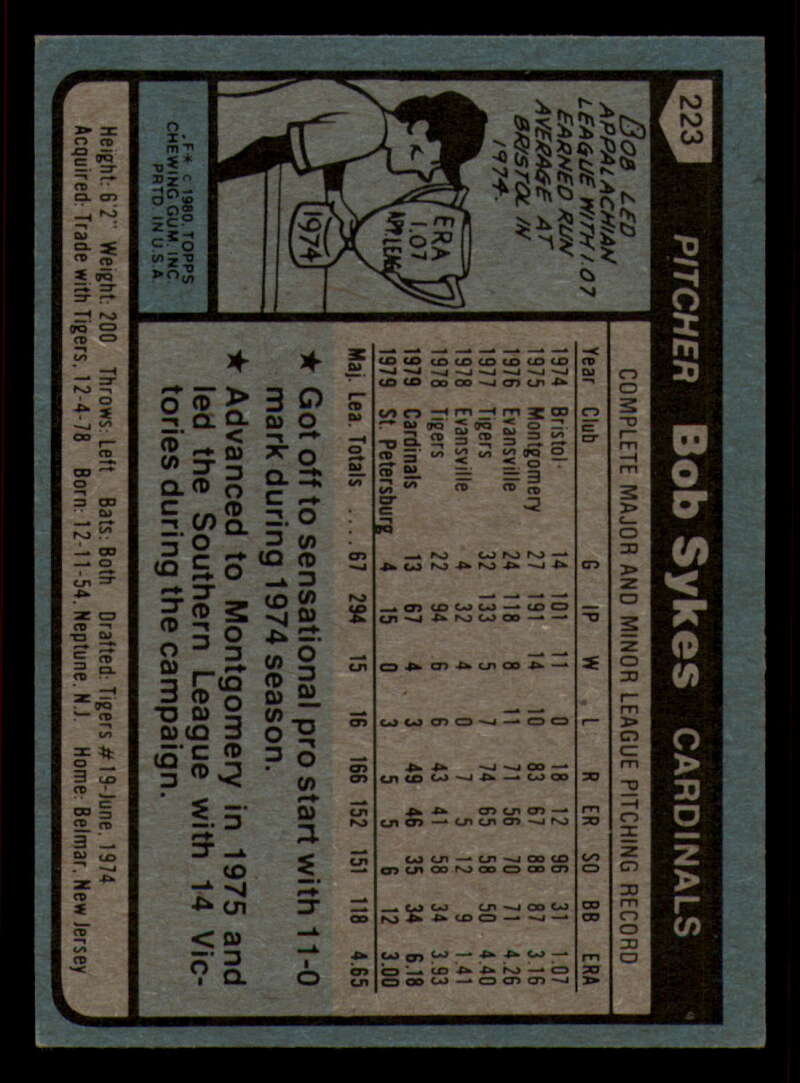 223
PITCHER Bob Sykes CARDINALS
BOB LED
APPALACHIAN
LEAGUE WITH 1.07
EARNED RUN
AVERAGE AT
BRISTOL IN
1974.
ERA
1.07
APP. LEAG.
1974
.F* © 1980 TOPPS
CHEWING GUM, INC.
PRTD. IN U.S.A.
COMPLETE MAJOR AND MINOR LEAGUE PITCHING RECORD
Year Club G IP W L R ER SO BB ERA
1974 Bristol 14 101 11 0 18 12 96 31 1.07
1975 Montgomery 27 191 14 10 83 67 88 87 3.16
1976 Evansville 24 118 8 11 71 56 70 71 4.26
1977 Tigers 32 133 5 7 74 65 58 50 4.40
1978 Evansville 4 32 4 0 7 5 12 9 1.41
1978 Tigers 22 94 6 6 43 41 58 34 3.93
1979 Cardinals 13 67 4 3 49 46 35 34 6.18
1979 St. Petersburg 4 15 0 3 5 5 6 12 3.00
Maj. Lea. Totals .... 67 294 15 16 166 152 151 118 4.65
★ Got off to sensational pro start with 11-0
mark during 1974 season.
★ Advanced to Montgomery in 1975 and
led the Southern League with 14 Vic-
tories during the campaign.
Height: 6'2" Weight: 200 Throws: Left Bats: Both Drafted: Tigers #19-June, 1974
Acquired: Trade with Tigers, 12-4-78 Born: 12-11-54, Neptune, N.J. Home: Belmar, New Jersey